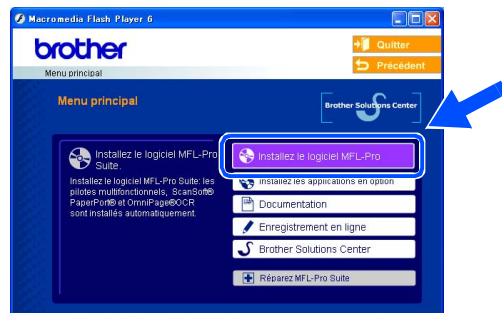 Macromedia Flash Player 6
brother
Quitter
Précédent
Menu principal
Menu principal
Brother Solutions Center
Installez le logiciel MFL-Pro
Suite.
Installez le logiciel MFL-Pro Suite: les
pilotes multifonctionnels, ScanSoft®
PaperPort® et OmniPage®OCR
sont installés automatiquement.
Installez le logiciel MFL-Pro
Installez les applications en option
Documentation
Enregistrement en ligne
Brother Solutions Center
Réparez MFL-Pro Suite